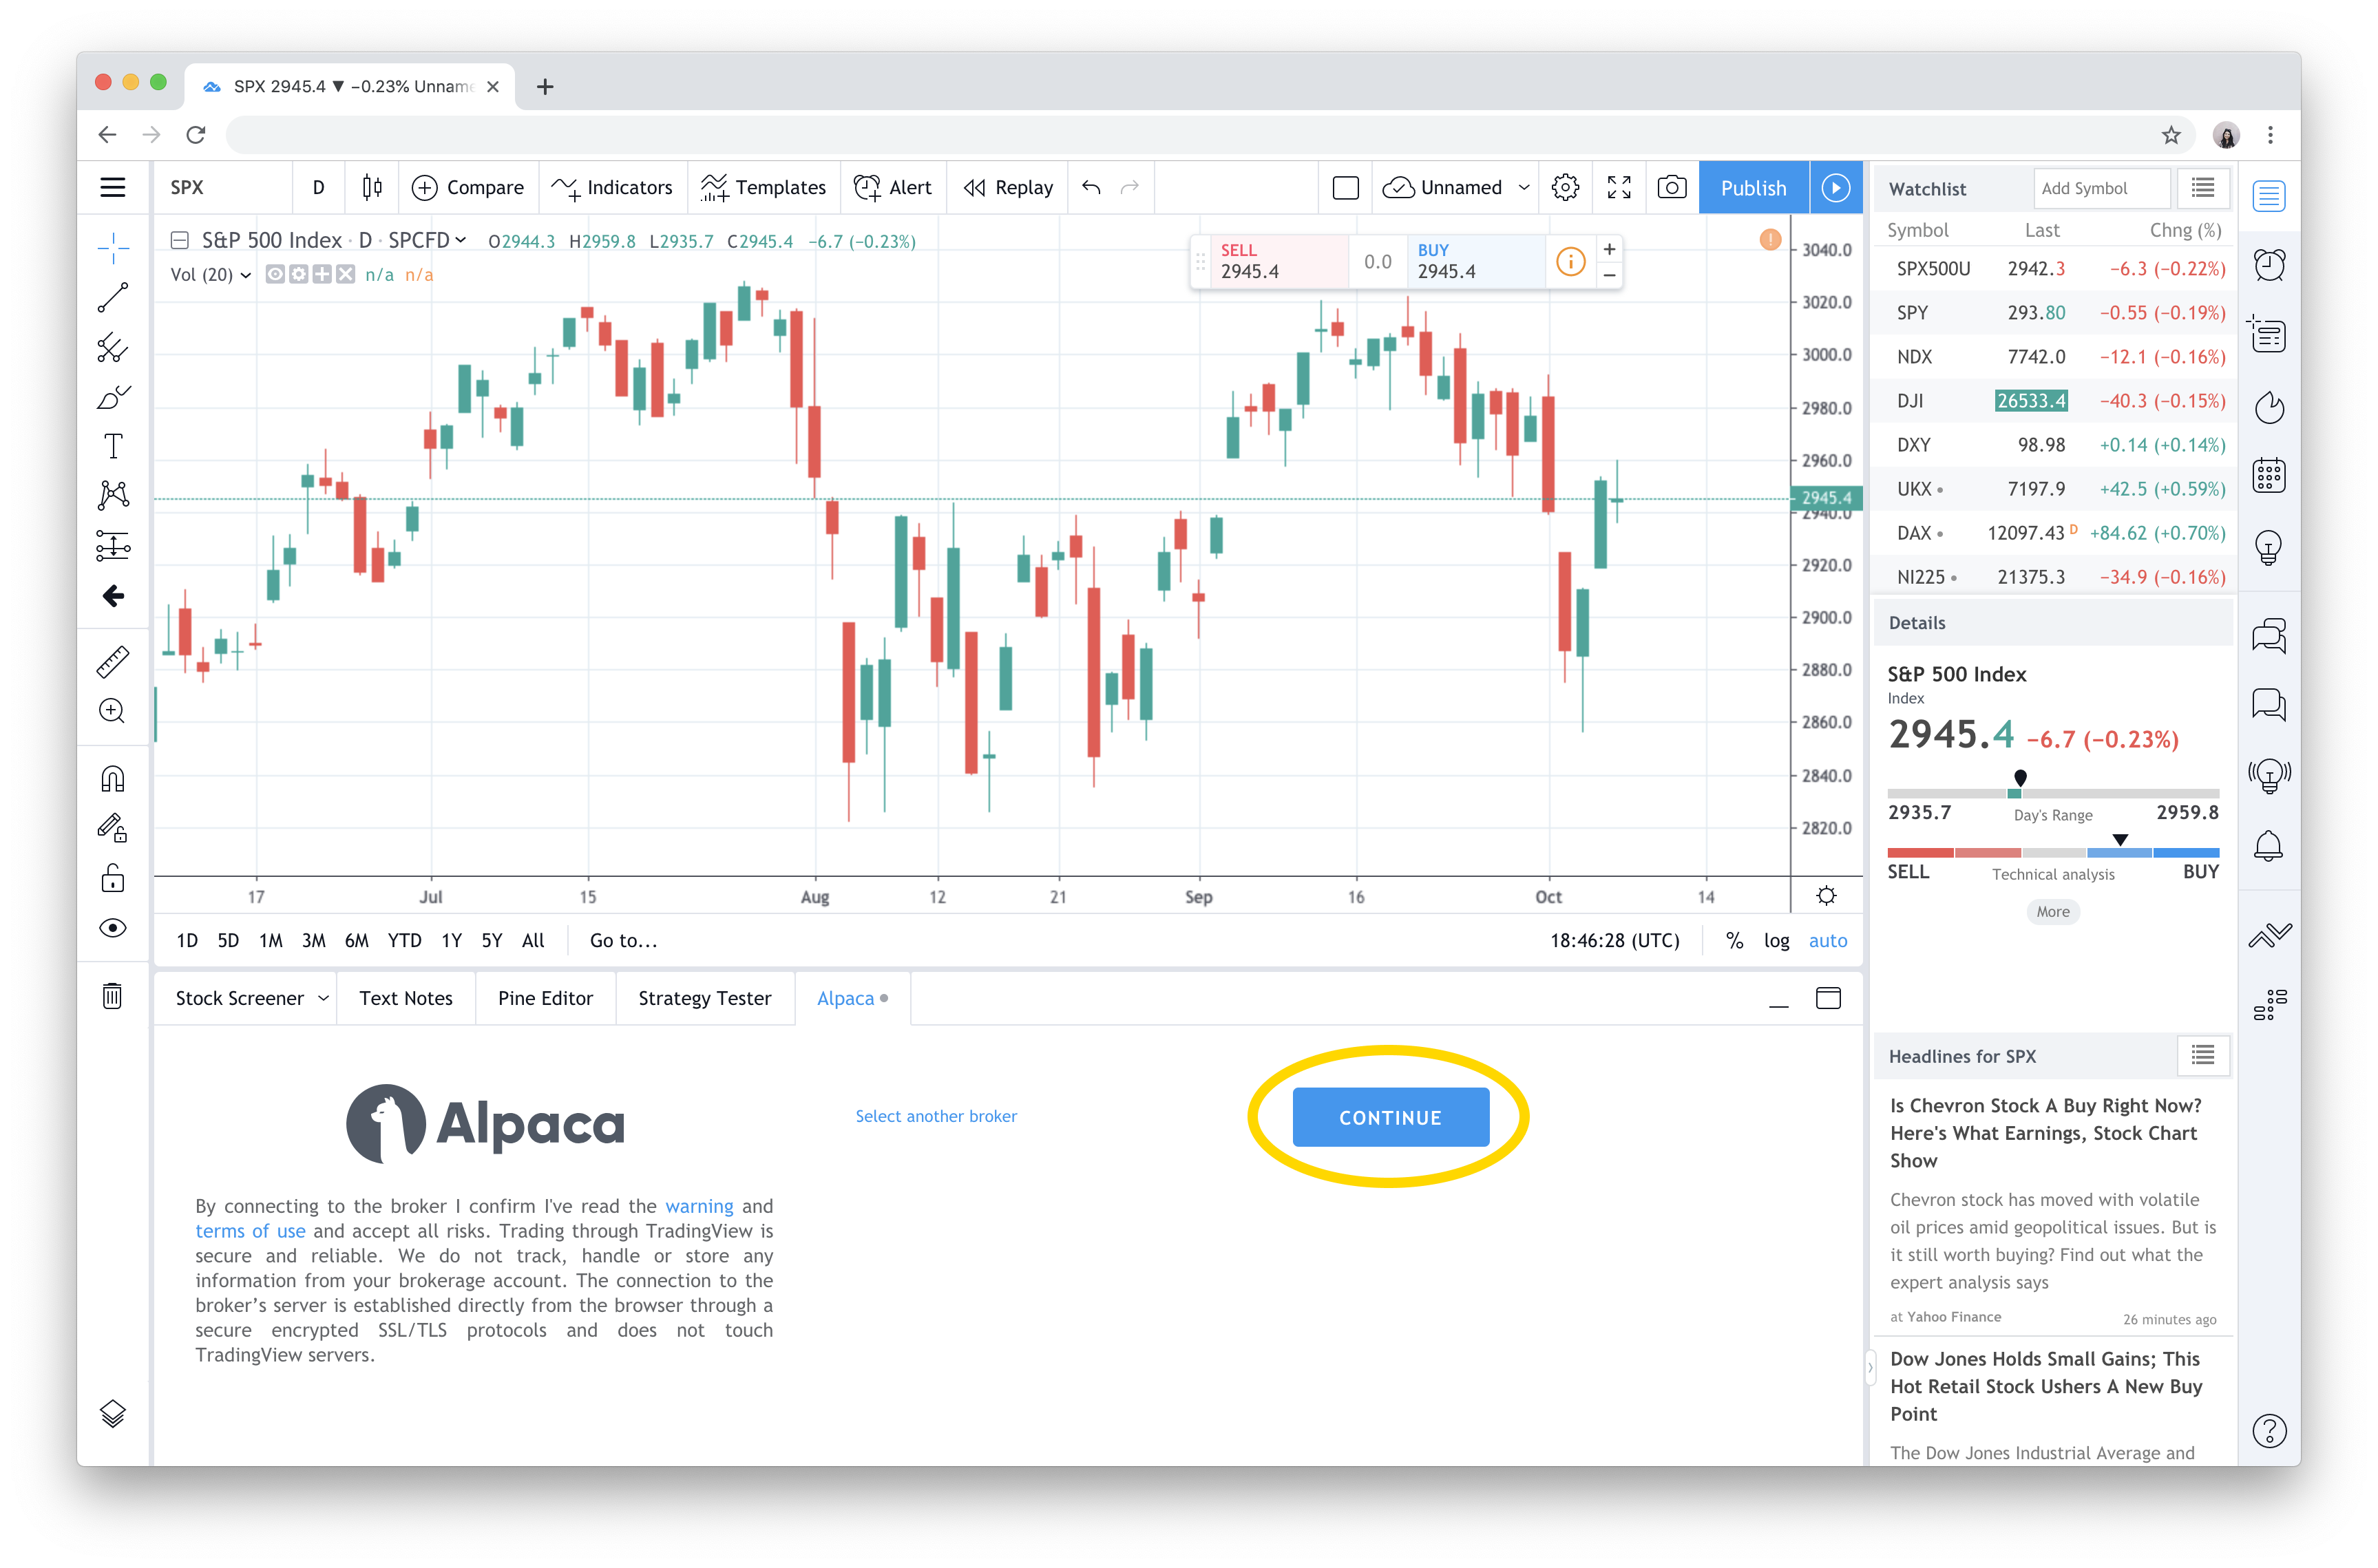 SPX 2945.4 ▼ −0.23% Unname
SPX
D
Compare
Indicators
Templates
Alert
Replay
Unnamed
Publish
S&P 500 Index · D · SPCFD
O2944.3 H2959.8 L2935.7 C2945.4 −6.7 (−0.23%)
Vol (20)
n/a n/a
SELL
2945.4
0.0
BUY
2945.4
3040.0
3020.0
3000.0
2980.0
2960.0
2945.4
2940.0
2920.0
2900.0
2880.0
2860.0
2840.0
2820.0
17 Jul 15 Aug 12 21 Sep 16 Oct 14
1D 5D 1M 3M 6M YTD 1Y 5Y All Go to...
18:46:28 (UTC) % log auto
Stock Screener
Text Notes
Pine Editor
Strategy Tester
Alpaca
Alpaca
Select another broker
CONTINUE
By connecting to the broker I confirm I've read the warning and
terms of use and accept all risks. Trading through TradingView is
secure and reliable. We do not track, handle or store any
information from your brokerage account. The connection to the
broker’s server is established directly from the browser through a
secure encrypted SSL/TLS protocols and does not touch
TradingView servers.
Watchlist
Add Symbol
Symbol Last Chng (%)
SPX500U 2942.3 −6.3 (−0.22%)
SPY 293.80 −0.55 (−0.19%)
NDX 7742.0 −12.1 (−0.16%)
DJI 26533.4 −40.3 (−0.15%)
DXY 98.98 +0.14 (+0.14%)
UKX • 7197.9 +42.5 (+0.59%)
DAX • 12097.43 D +84.62 (+0.70%)
NI225 • 21375.3 −34.9 (−0.16%)
Details
S&P 500 Index
Index
2945.4 −6.7 (−0.23%)
2935.7 Day's Range 2959.8
SELL Technical analysis BUY
More
Headlines for SPX
Is Chevron Stock A Buy Right Now?
Here's What Earnings, Stock Chart
Show
Chevron stock has moved with volatile
oil prices amid geopolitical issues. But is
it still worth buying? Find out what the
expert analysis says
at Yahoo Finance 26 minutes ago
Dow Jones Holds Small Gains; This
Hot Retail Stock Ushers A New Buy
Point
The Dow Jones Industrial Average and